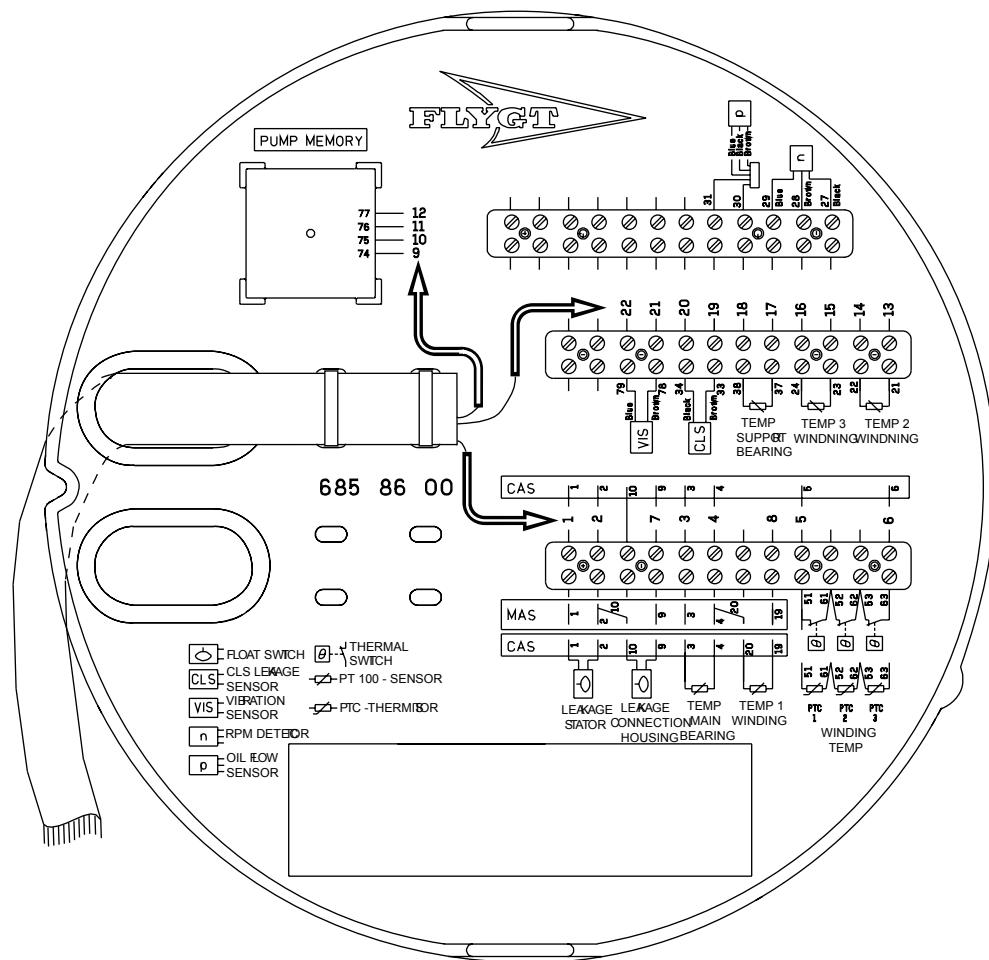 FLYGT
PUMP MEMORY
77 12
76 11
75 10
74 9
p
Blue
Black
Brown
n
31 30 29 Blue 28 Brown 27 Black
22 21 20 19 18 17 16 15 14 13
79 78 34 33 38 37 24 23 22 21
Blue Brown Black Brown
VIS CLS
TEMP SUPPORT BEARING
TEMP 3 WINDNING
TEMP 2 WINDNING
685 86 00
CAS 1 2 10 9 3 4 5 6
1 2 7 3 4 8 5 6
MAS 1 2 10 9 3 4 20 19
51 61 52 62 53 63
θ θ θ
CAS 1 2 10 9 3 4 20 19
51 61 52 62 53 63
LEAKAGE STATOR
LEAKAGE CONNECTION HOUSING
TEMP MAIN BEARING
TEMP 1 WINDING
PTC 1
PTC 2
PTC 3
WINDING TEMP
FLOAT SWITCH
CLS CLS LEAKAGE SENSOR
VIS VIBRATION SENSOR
n RPM DETECTOR
p OIL FLOW SENSOR
θ THERMAL SWITCH
PT 100 - SENSOR
PTC -THERMISTOR